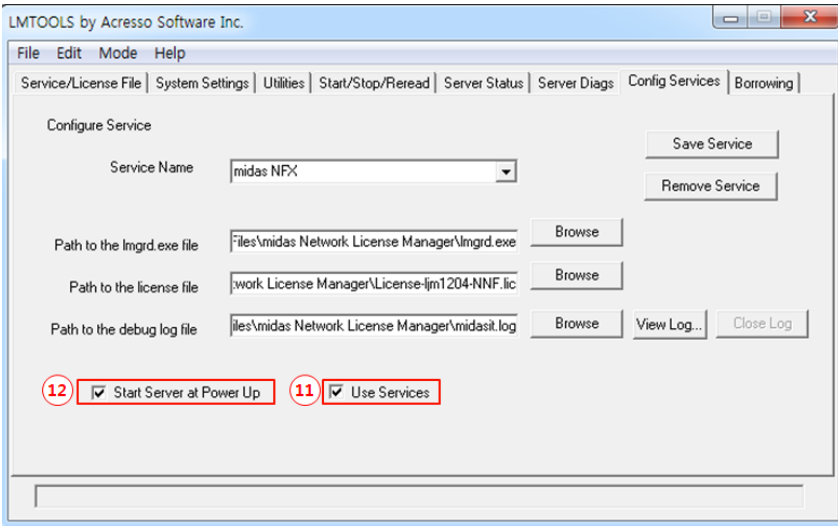 LMTOOLS by Acresso Software Inc.
File Edit Mode Help
Service/License File System Settings Utilities Start/Stop/Reread Server Status Server Diags Config Services Borrowing
Configure Service
Save Service
Service Name midas NFX
Remove Service
Path to the lmgrd.exe file Files\midas Network License Manager\lmgrd.exe Browse
Path to the license file work License Manager\License-ljm1204-NNF.lic Browse
Path to the debug log file iles\midas Network License Manager\midasit.log Browse View Log... Close Log
12 Start Server at Power Up 11 Use Services